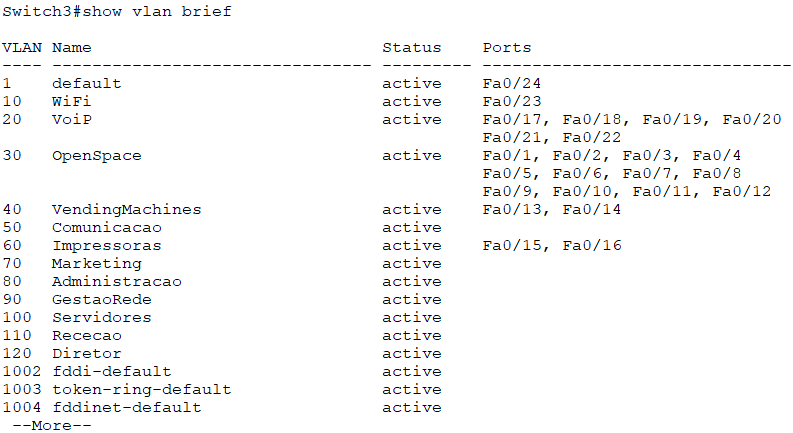 Switch3#show vlan brief
VLAN Name                             Status    Ports
---- -------------------------------- --------- -------------------------------
1    default                          active    Fa0/24
10   WiFi                             active    Fa0/23
20   VoiP                             active    Fa0/17, Fa0/18, Fa0/19, Fa0/20
                                                Fa0/21, Fa0/22
30   OpenSpace                        active    Fa0/1, Fa0/2, Fa0/3, Fa0/4
                                                Fa0/5, Fa0/6, Fa0/7, Fa0/8
                                                Fa0/9, Fa0/10, Fa0/11, Fa0/12
40   VendingMachines                  active    Fa0/13, Fa0/14
50   Comunicacao                      active
60   Impressoras                      active    Fa0/15, Fa0/16
70   Marketing                        active
80   Administracao                    active
90   GestaoRede                       active
100  Servidores                       active
110  Rececao                          active
120  Diretor                          active
1002 fddi-default                     active
1003 token-ring-default               active
1004 fddinet-default                  active
 --More--